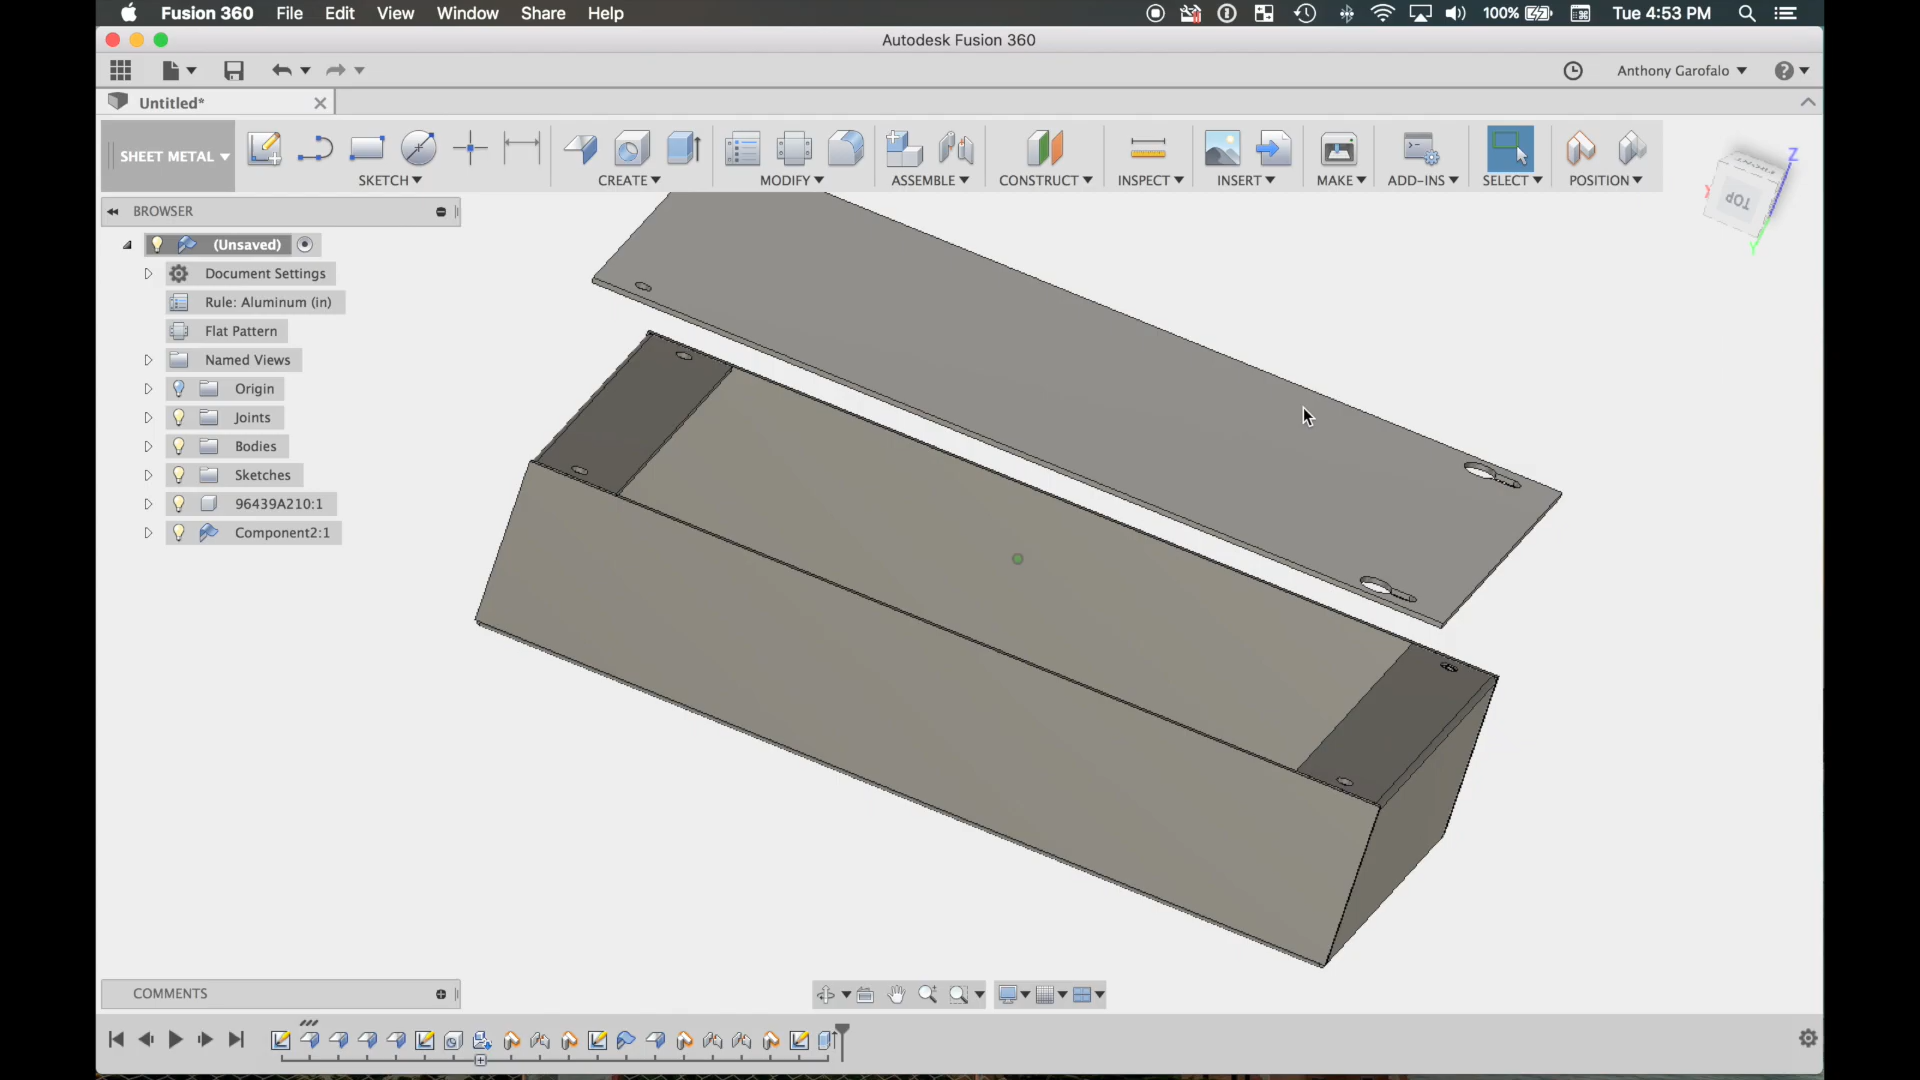 Fusion 360 File Edit View Window Share Help 100% Tue 4:53 PM
Autodesk Fusion 360
Anthony Garofalo
Untitled*
SHEET METAL
SKETCH CREATE MODIFY ASSEMBLE CONSTRUCT INSPECT INSERT MAKE ADD-INS SELECT POSITION
Z
X
TOP
FRONT
Y
BROWSER
(Unsaved)
Document Settings
Rule: Aluminum (in)
Flat Pattern
Named Views
Origin
Joints
Bodies
Sketches
96439A210:1
Component2:1
COMMENTS